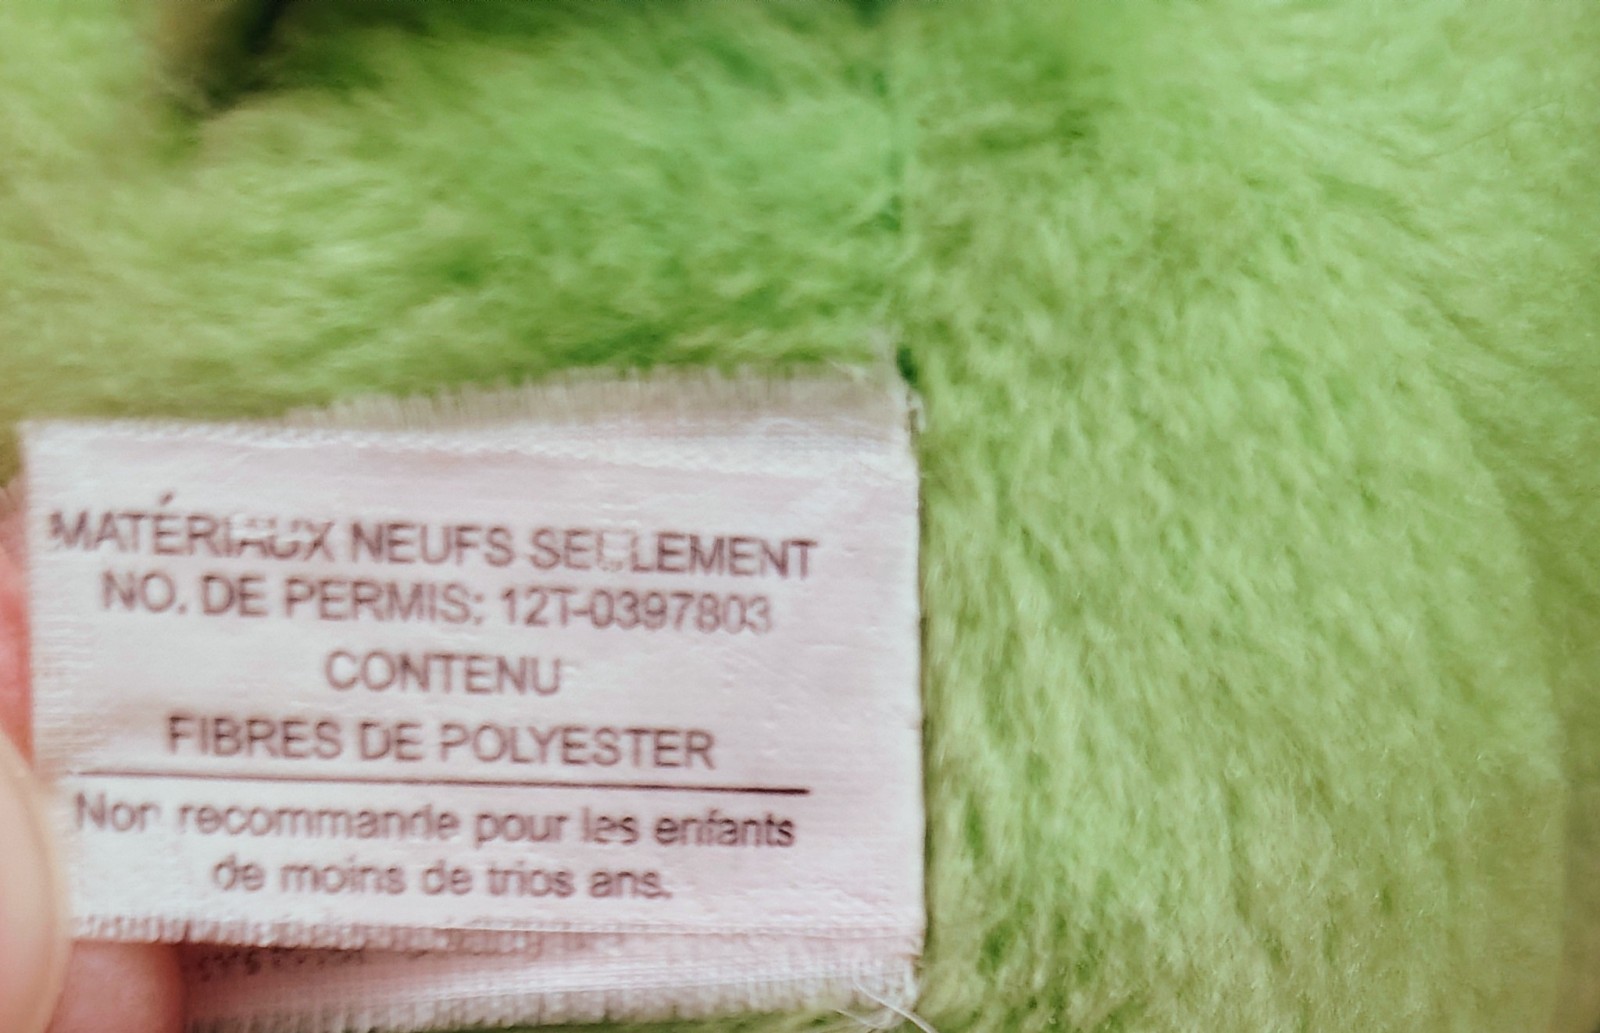 MATÉRIAUX NEUFS SEULEMENT
NO. DE PERMIS: 12T-0397803
CONTENU
FIBRES DE POLYESTER
Non recommande pour les enfants
de moins de trios ans.